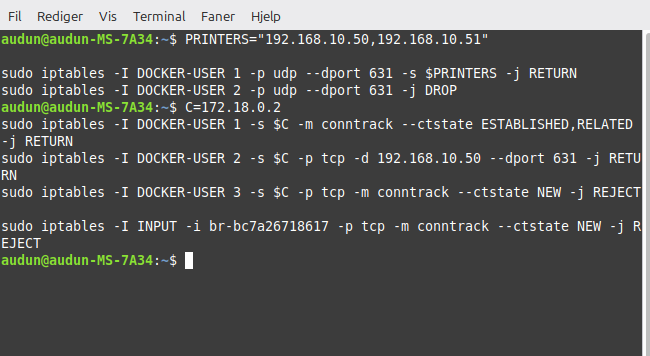 Fil Rediger Vis Terminal Faner Hjelp
audun@audun-MS-7A34:~$ PRINTERS="192.168.10.50,192.168.10.51"
sudo iptables -I DOCKER-USER 1 -p udp --dport 631 -s $PRINTERS -j RETURN
sudo iptables -I DOCKER-USER 2 -p udp --dport 631 -j DROP
audun@audun-MS-7A34:~$ C=172.18.0.2
sudo iptables -I DOCKER-USER 1 -s $C -m conntrack --ctstate ESTABLISHED,RELATED
-j RETURN
sudo iptables -I DOCKER-USER 2 -s $C -p tcp -d 192.168.10.50 --dport 631 -j RETU
RN
sudo iptables -I DOCKER-USER 3 -s $C -p tcp -m conntrack --ctstate NEW -j REJECT
sudo iptables -I INPUT -i br-bc7a26718617 -p tcp -m conntrack --ctstate NEW -j R
EJECT
audun@audun-MS-7A34:~$